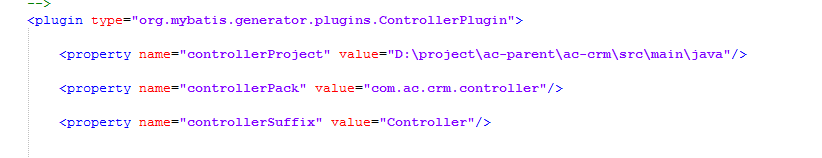 -->
<plugin type="org.mybatis.generator.plugins.ControllerPlugin">
<property name="controllerProject" value="D:\project\ac-parent\ac-crm\src\main\java"/>
<property name="controllerPack" value="com.ac.crm.controller"/>
<property name="controllerSuffix" value="Controller"/>